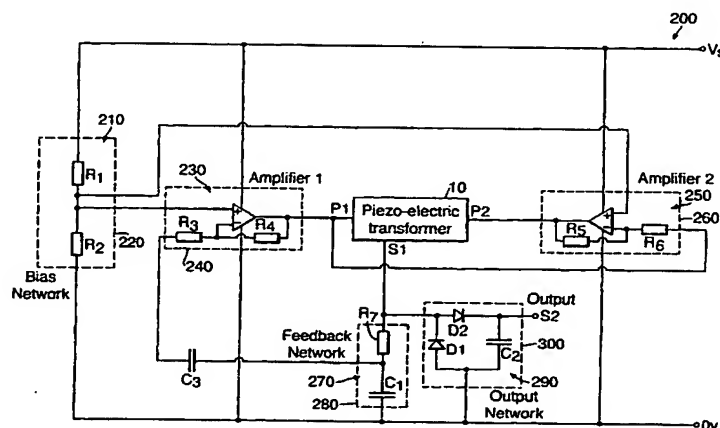 200
Vs
210
230
Amplifier 1
10
Amplifier 2
R1
P1
Piezo-electric
transformer
P2
250
260
R3
R4
R5
R6
R2
220
240
S1
Bias
Network
Output
R7
D2
S2
Feedback
Network
D1
C2
300
C3
270
C1
280
290
Output
Network
0v